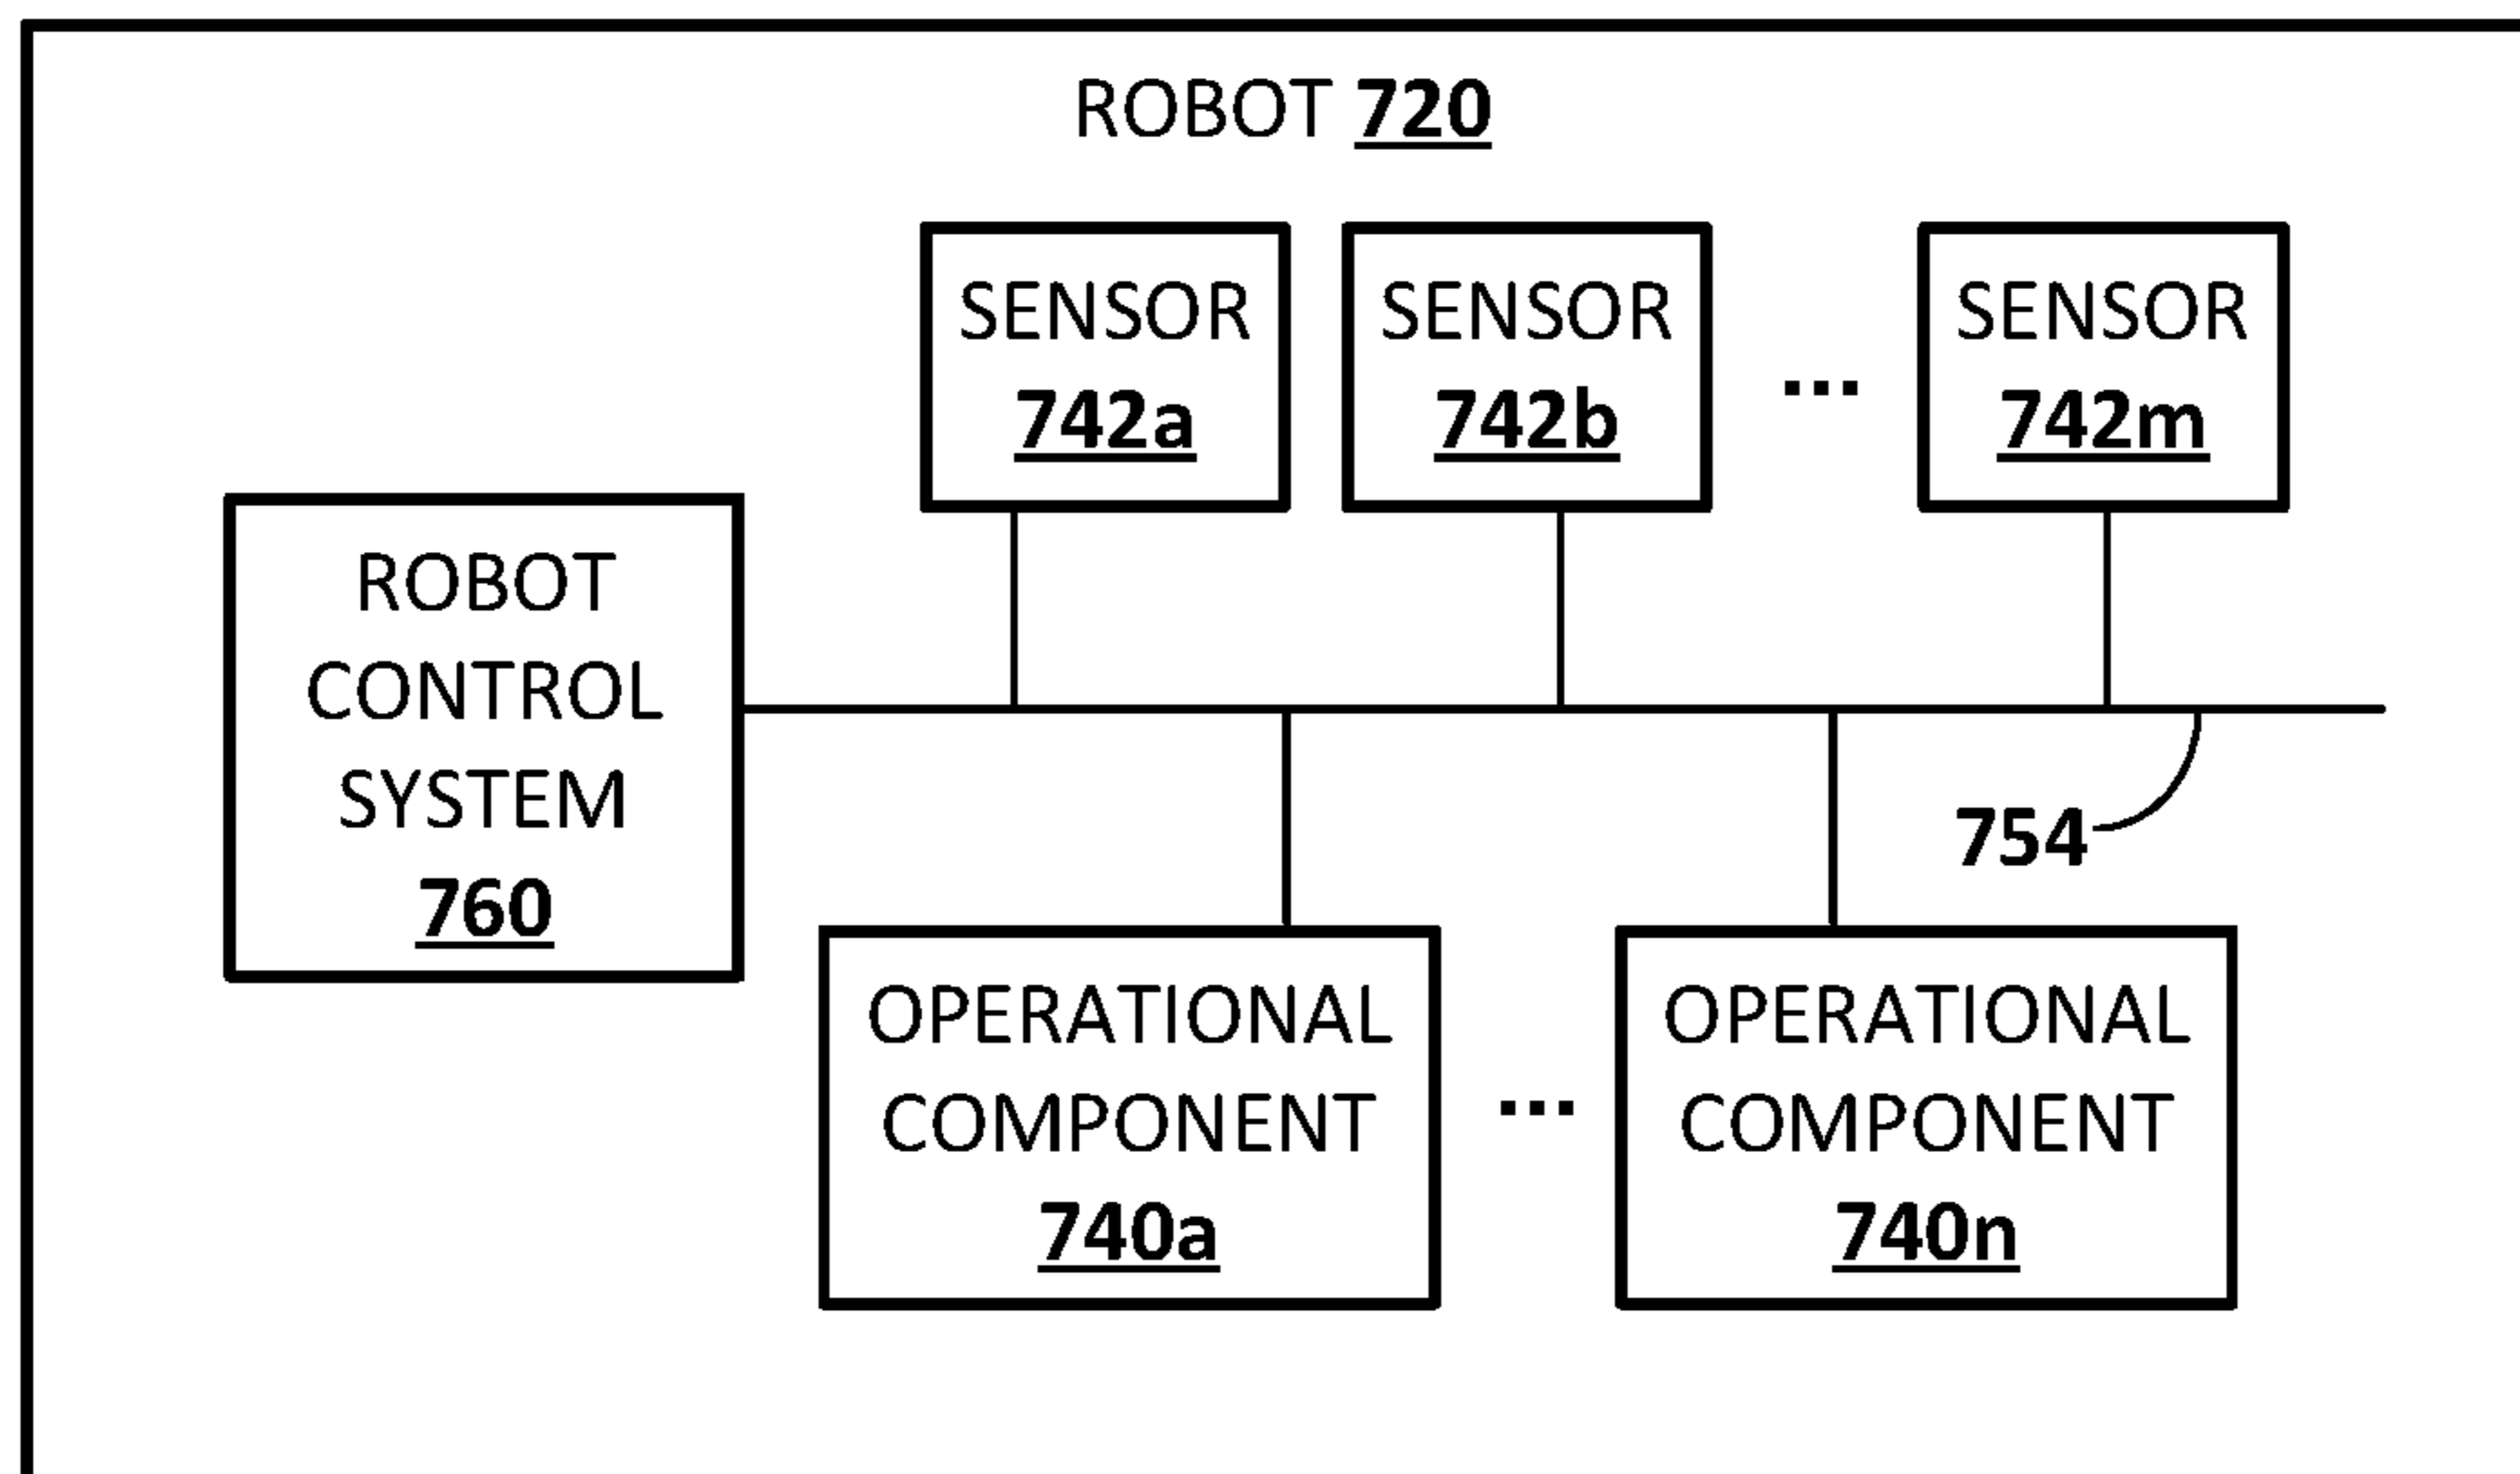 ROBOT 720
SENSOR
742a
SENSOR
742b
...
SENSOR
742m
ROBOT
CONTROL
SYSTEM
760
754
OPERATIONAL
COMPONENT
740a
...
OPERATIONAL
COMPONENT
740n